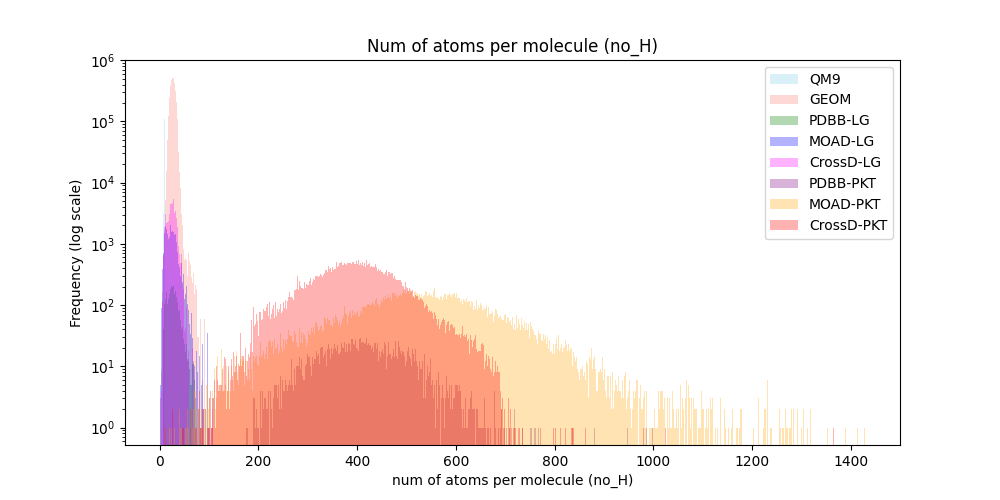 Num of atoms per molecule (no_H)
Frequency (log scale)
10^6
10^5
10^4
10^3
10^2
10^1
10^0
QM9
GEOM
PDBB-LG
MOAD-LG
CrossD-LG
PDBB-PKT
MOAD-PKT
CrossD-PKT
0 200 400 600 800 1000 1200 1400
num of atoms per molecule (no_H)